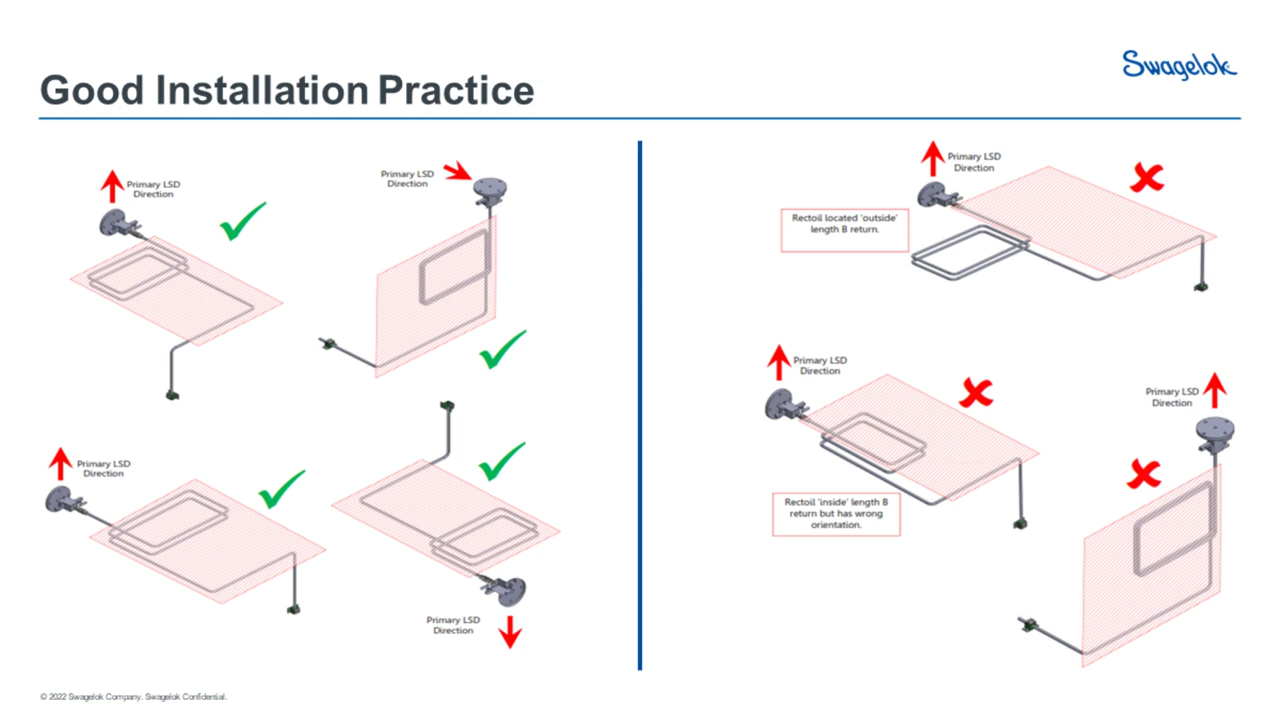 Swagelok
Good Installation Practice
Primary LSD
Direction
Primary LSD
Direction
Primary LSD
Direction
Primary LSD
Direction
Primary LSD
Direction
Rectoil located 'outside'
length B return.
Primary LSD
Direction
Rectoil 'inside' length B
return but has wrong
orientation.
Primary LSD
Direction
© 2022 Swagelok Company. Swagelok Confidential.